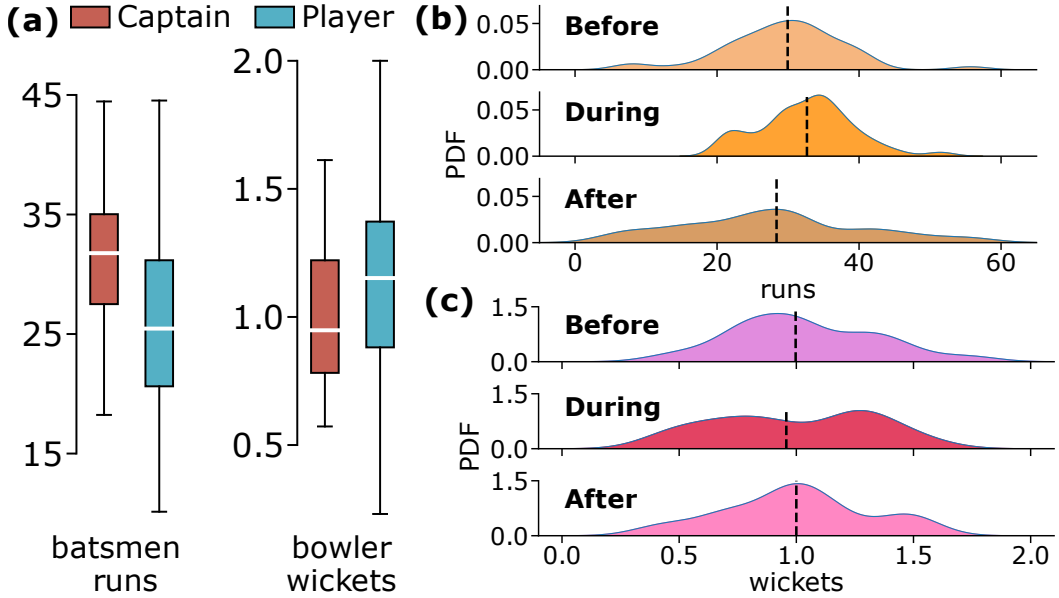 (a) Captain Player
45
35
25
15
batsmen
runs
2.0
1.5
1.0
0.5
bowler
wickets
(b)
PDF
0.05
0.00
Before
0.05
0.00
During
0.05
0.00
After
0 20 40 60
runs
(c)
PDF
1.5
0.0
Before
1.5
0.0
During
1.5
0.0
After
0.0 0.5 1.0 1.5 2.0
wickets